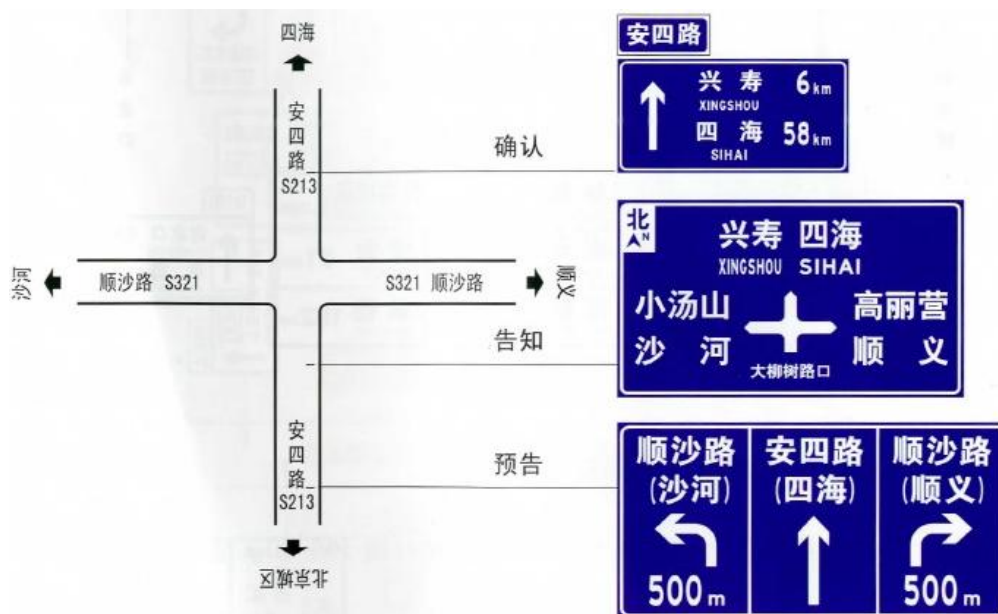 四海
安四路
S213
沙河
顺沙路 S321
S321 顺沙路
顺义
安四路
S213
北京城区
确认
告知
预告
安四路
兴寿 6km
XINGSHOU
四海 58km
SIHAI
北
N
兴寿 四海
XINGSHOU SIHAI
小汤山 高丽营
沙河 顺义
大柳树路口
顺沙路 安四路 顺沙路
(沙河) (四海) (顺义)
500m 500m